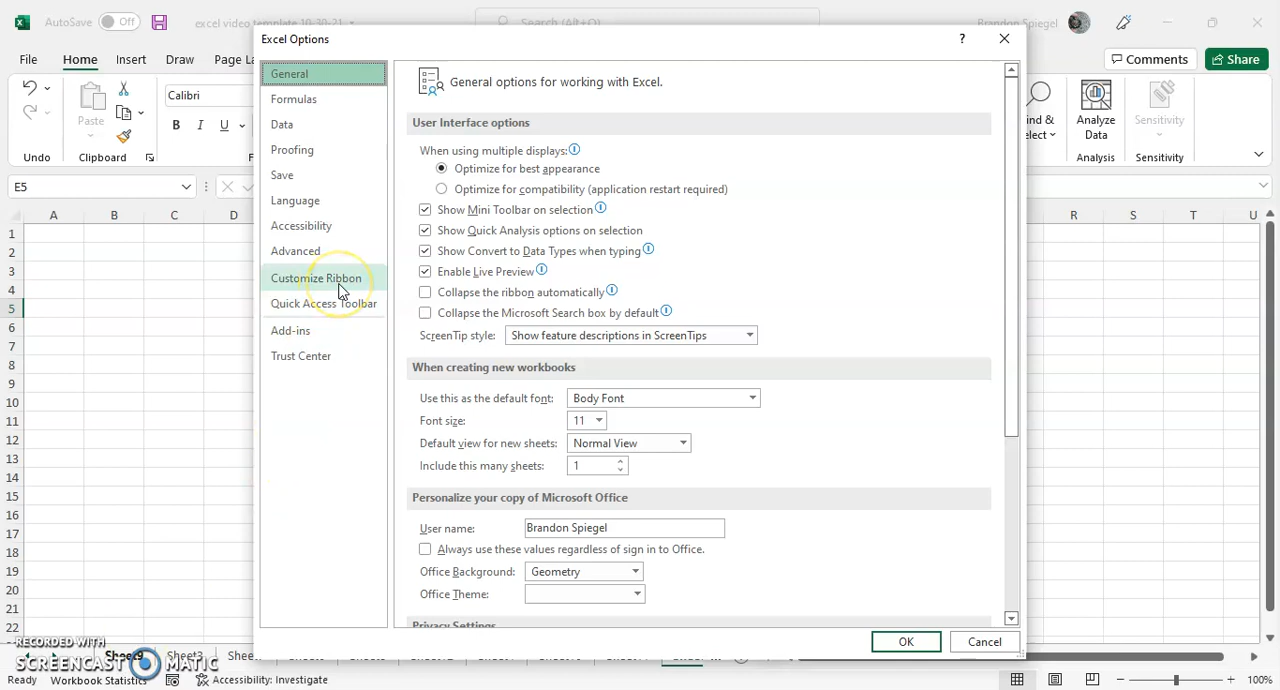 AutoSave Off excel video template 10-30-21 Search (Alt+Q) Brandon Spiegel
Excel Options ?
File Home Insert Draw Page La Comments Share
Undo Paste Clipboard Calibri B I U
Find & Select Analyze Data Analysis Sensitivity Sensitivity
E5
General
Formulas
Data
Proofing
Save
Language
Accessibility
Advanced
Customize Ribbon
Quick Access Toolbar
Add-ins
Trust Center
General options for working with Excel.
User Interface options
When using multiple displays:
Optimize for best appearance
Optimize for compatibility (application restart required)
Show Mini Toolbar on selection
Show Quick Analysis options on selection
Show Convert to Data Types when typing
Enable Live Preview
Collapse the ribbon automatically
Collapse the Microsoft Search box by default
ScreenTip style: Show feature descriptions in ScreenTips
When creating new workbooks
Use this as the default font: Body Font
Font size: 11
Default view for new sheets: Normal View
Include this many sheets: 1
Personalize your copy of Microsoft Office
User name: Brandon Spiegel
Always use these values regardless of sign in to Office.
Office Background: Geometry
Office Theme:
Privacy Settings
OK Cancel
A B C D R S T U
1
2
3
4
5
6
7
8
9
10
11
12
13
14
15
16
17
18
19
20
21
22
RECORDED WITH
SCREENCAST MATIC
Sheet9 Sheet3 Sheet
Ready Workbook Statistics Accessibility: Investigate 100%